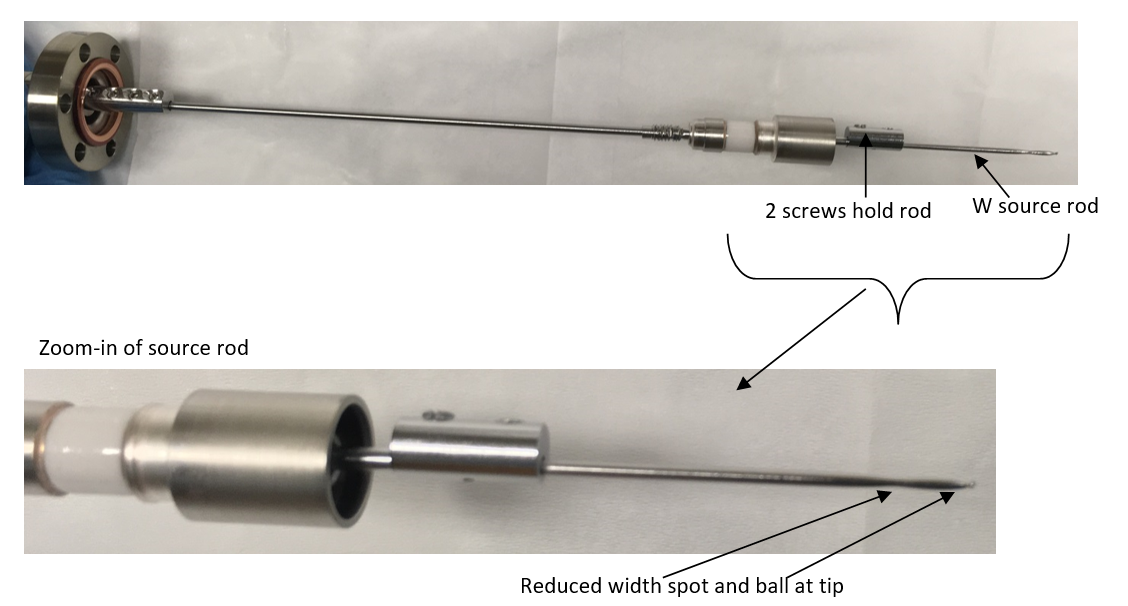 2 screws hold rod
W source rod
Zoom-in of source rod
Reduced width spot and ball at tip